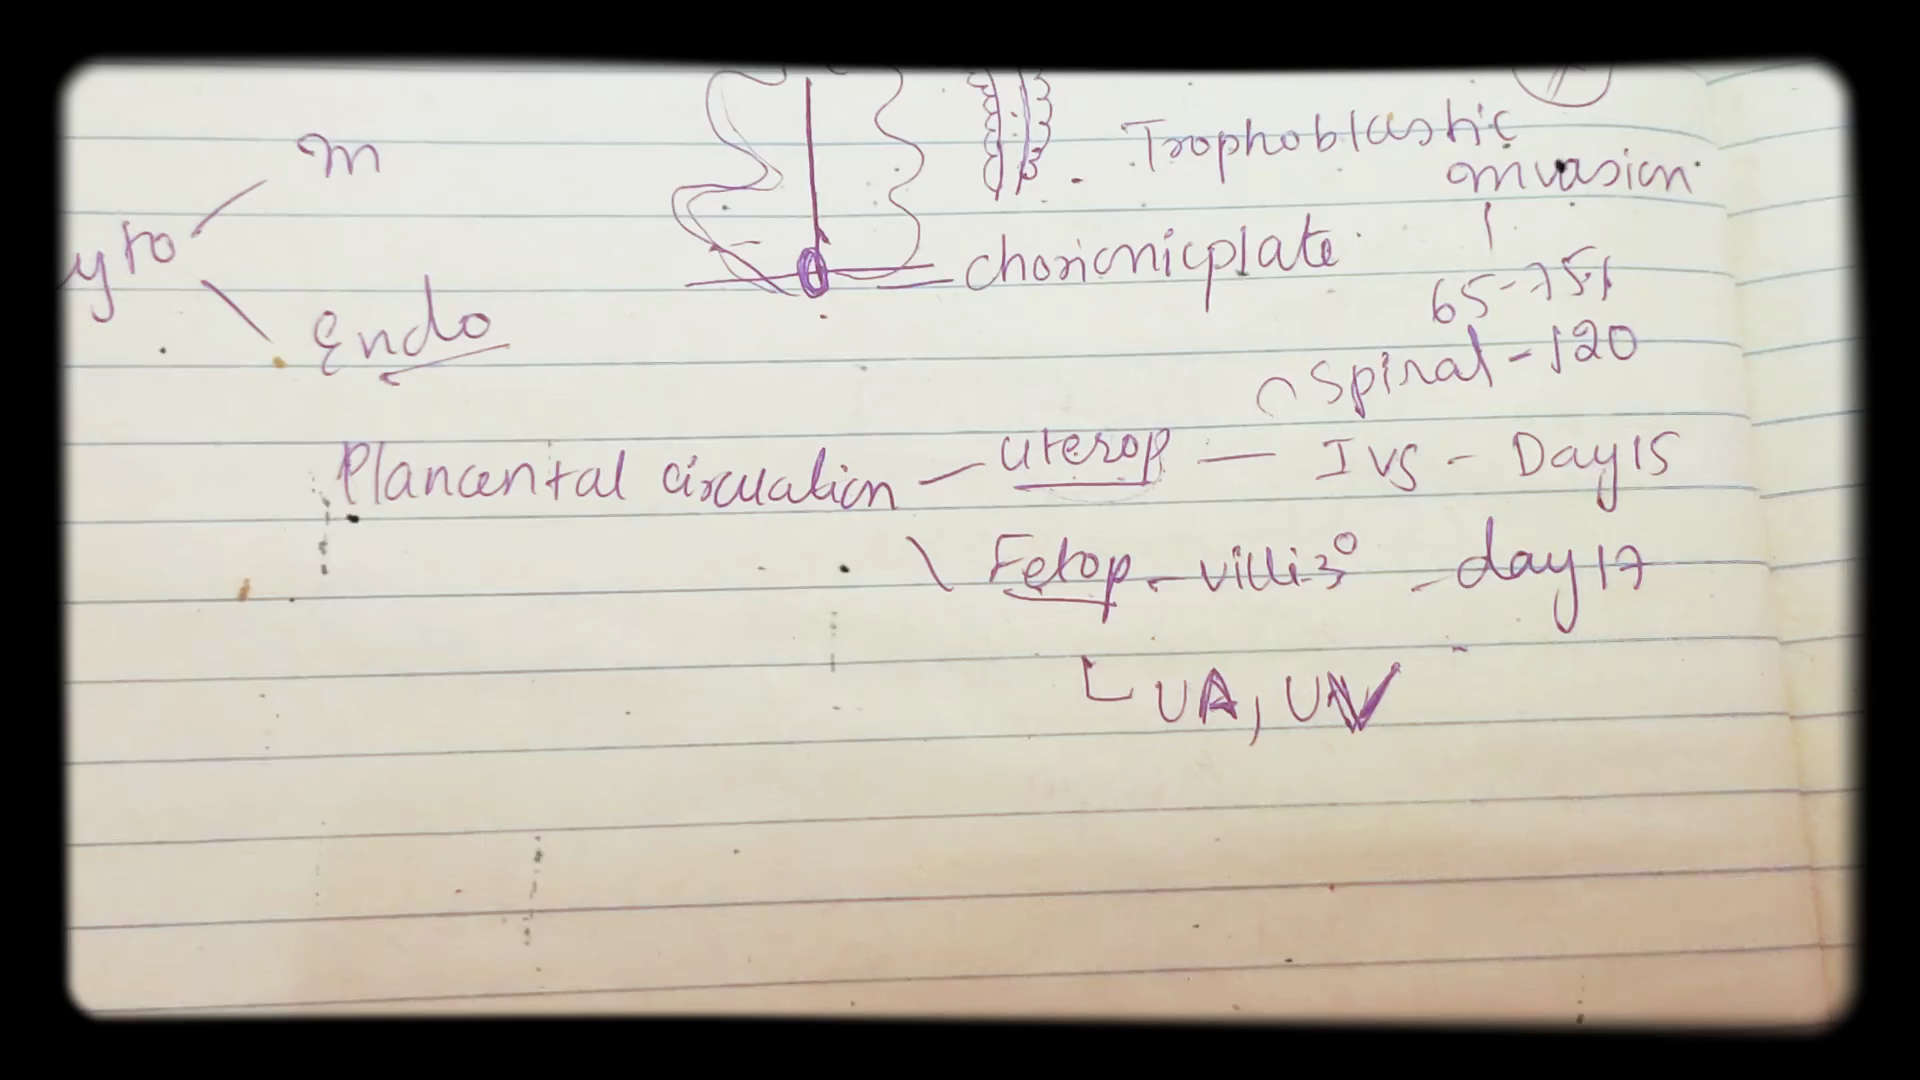 Trophoblastic
invasion.
m
yto
chorionicplate
Endo
65-75%
Spiral - 120
Plancental circulation - uterop - IVS - Day 15
Fetop - villi-3° - day 17
UA, UV